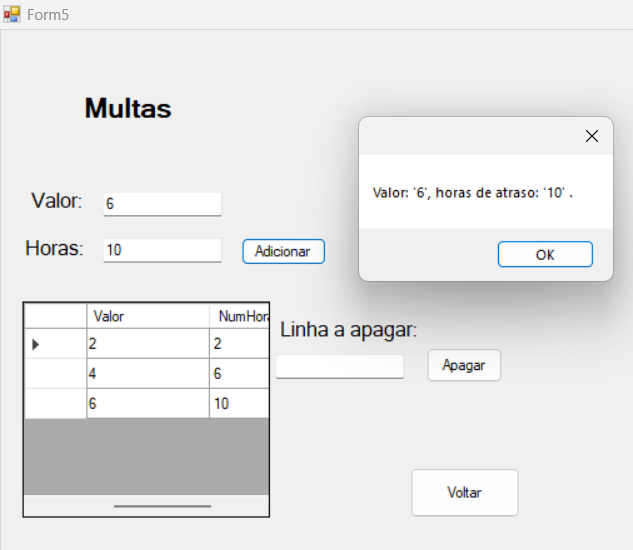 Form5
Multas
Valor: '6', horas de atraso: '10' .
OK
Valor: 6
Horas: 10 Adicionar
Valor NumHora
2 2
4 6
6 10
Linha a apagar:
Apagar
Voltar